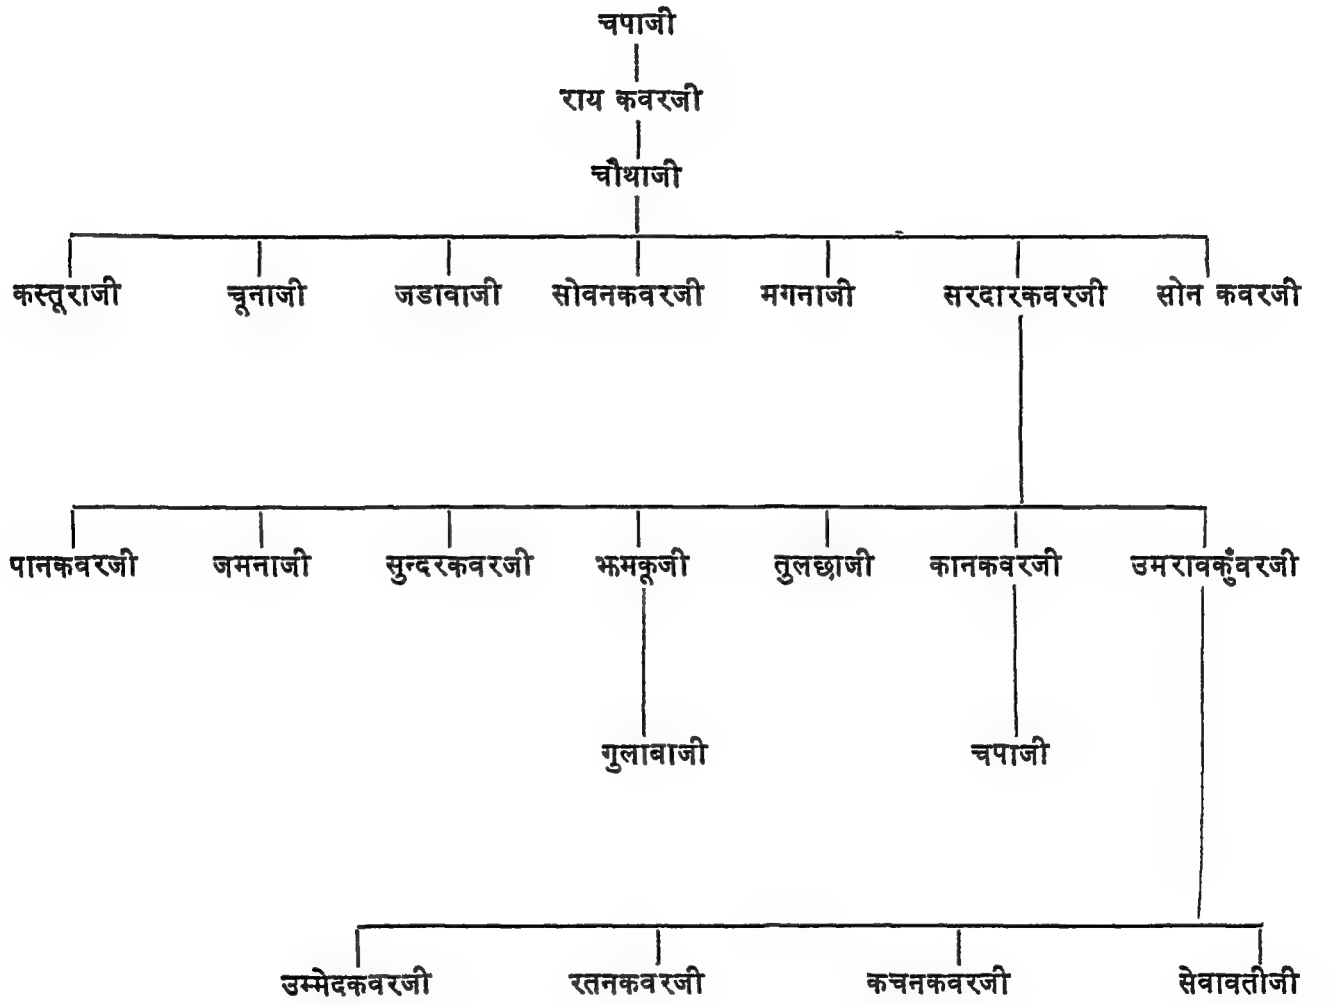 चपाजी
राय कवरजी
चौथाजी
कस्तूराजी चूनाजी जडावाजी सोवनकवरजी मगनाजी सरदारकवरजी सोन कवरजी
पानकवरजी जमनाजी सुन्दरकवरजी झमकूजी तुलछाजी कानकवरजी उमरावकुँवरजी
गुलाबाजी चपाजी
उम्मेदकवरजी रतनकवरजी कचनकवरजी सेवावतीजी